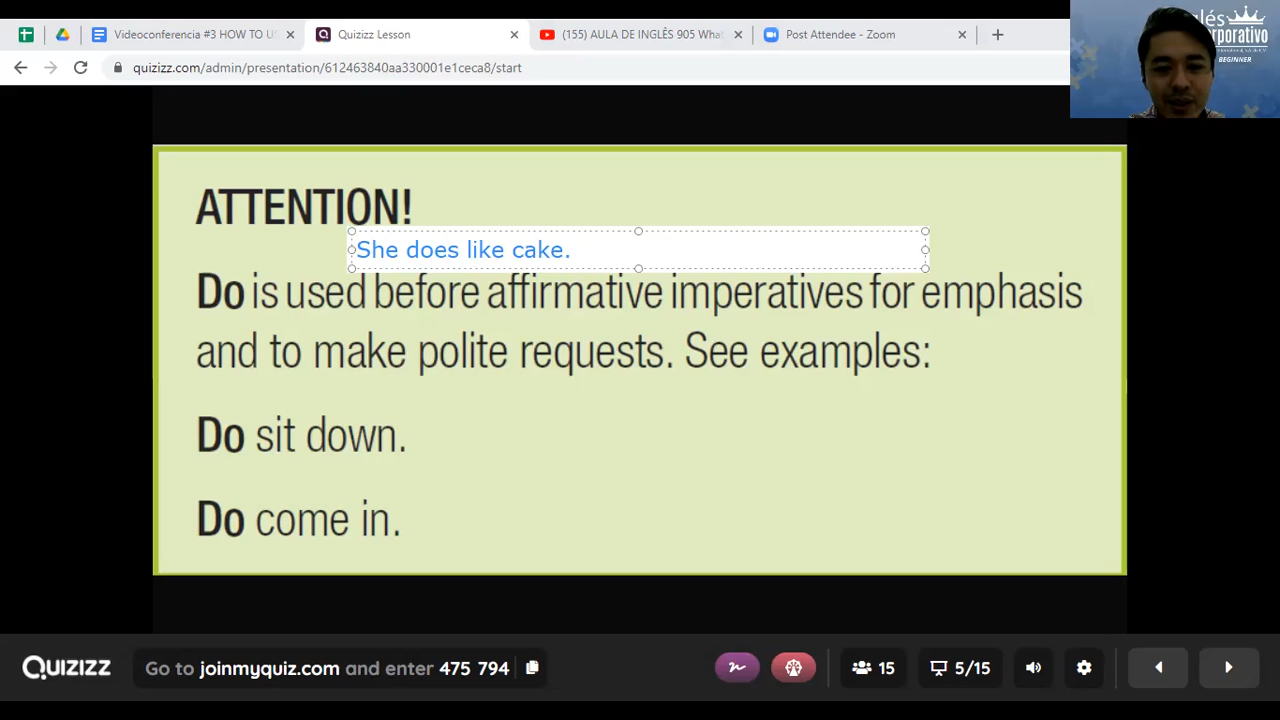 Videoconferencia #3 HOW TO U
Quizizz Lesson
(155) AULA DE INGLÊS 905 What
Post Attendee - Zoom
quizizz.com/admin/presentation/612463840aa330001e1ceca8/start
BEGINNER
ATTENTION!
She does like cake.
Do is used before affirmative imperatives for emphasis
and to make polite requests. See examples:
Do sit down.
Do come in.
QUIZIZZ
Go to joinmyquiz.com and enter 475 794
15
5/15